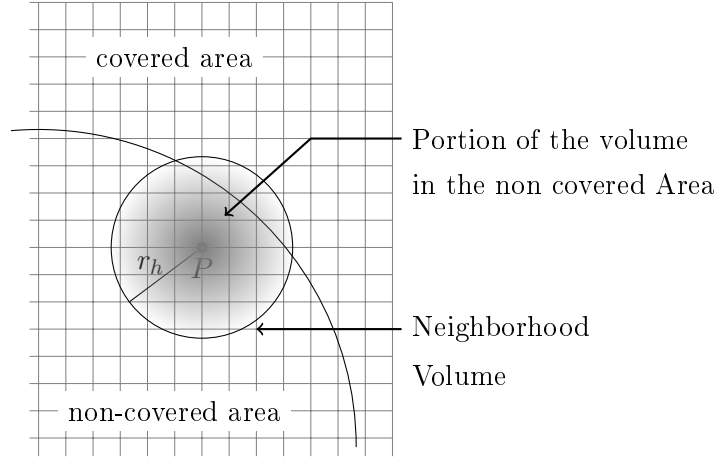 covered area
Portion of the volume
in the non covered Area
r_h
P
Neighborhood
Volume
non-covered area